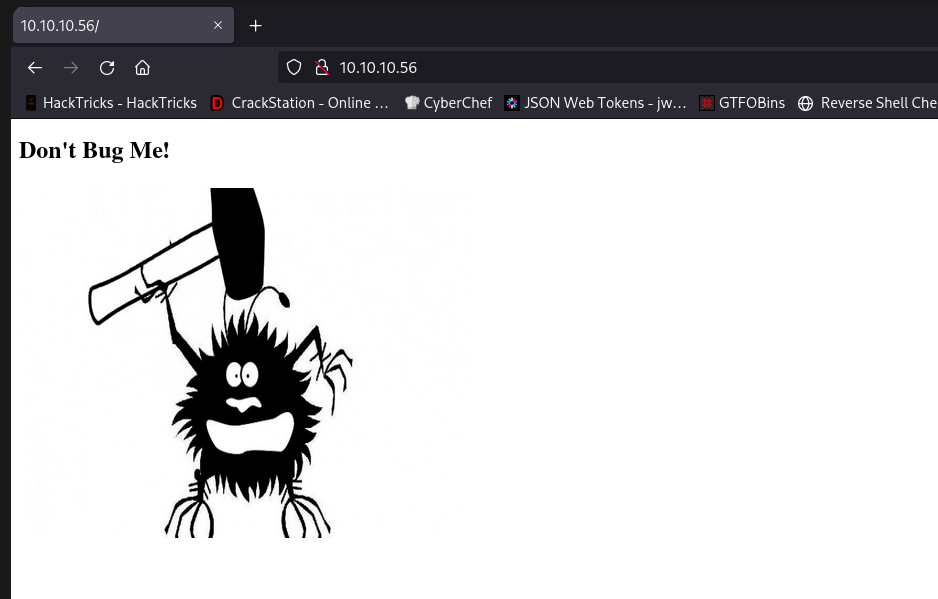 10.10.10.56/
10.10.10.56
HackTricks - HackTricks CrackStation - Online ... CyberChef JSON Web Tokens - jw... GTFOBins Reverse Shell Che
Don't Bug Me!